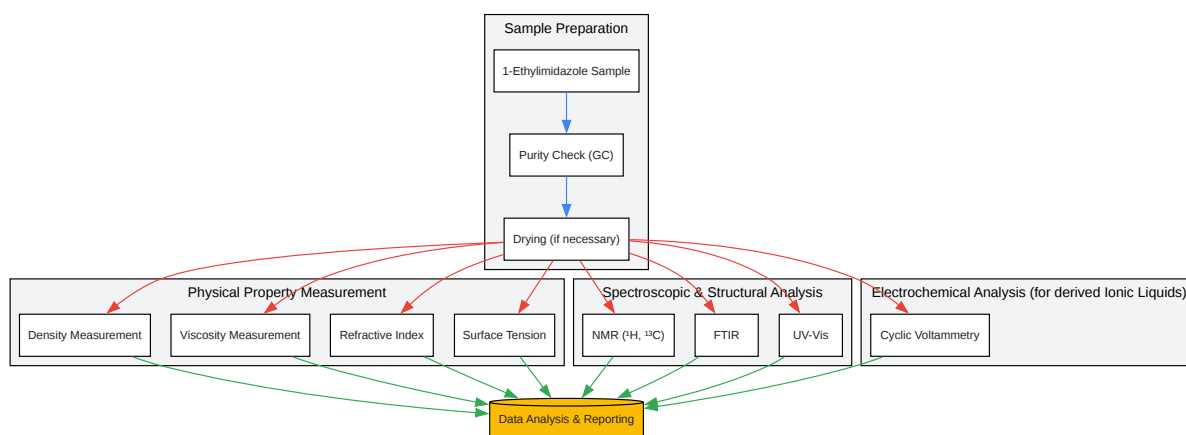 Sample Preparation
1-Ethylimidazole Sample
Purity Check (GC)
Drying (if necessary)
Physical Property Measurement
Spectroscopic & Structural Analysis
Electrochemical Analysis (for derived Ionic Liquids)
Density Measurement
Viscosity Measurement
Refractive Index
Surface Tension
NMR (¹H, ¹³C)
FTIR
UV-Vis
Cyclic Voltammetry
Data Analysis & Reporting